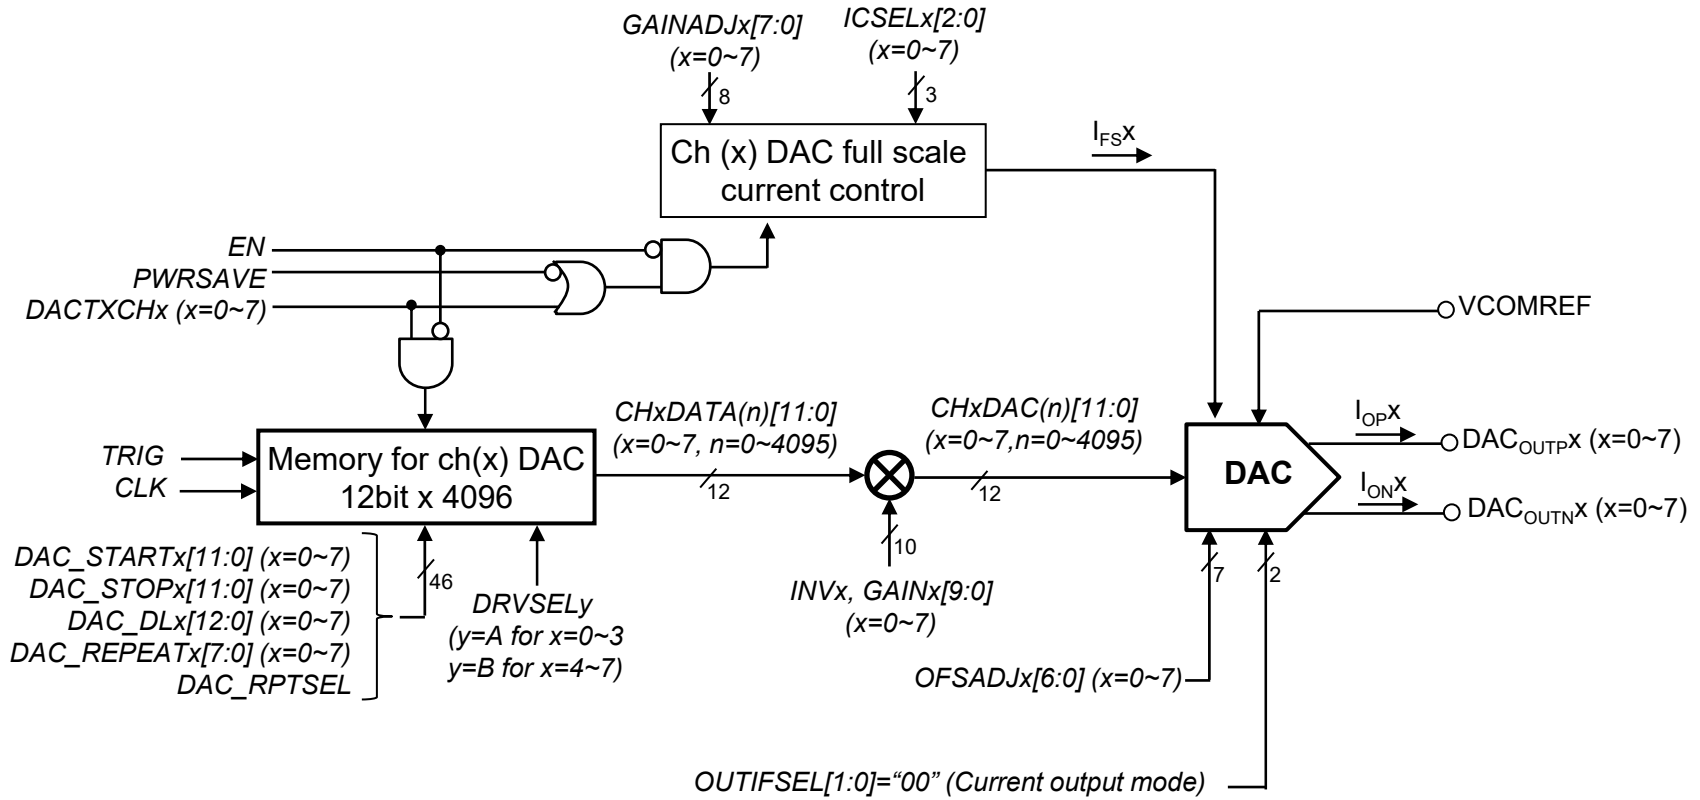 GAINADJx[7:0]
(x=0~7)
8
ICSELx[2:0]
(x=0~7)
3
Ch (x) DAC full scale
current control
IFSx
EN
PWRSAVE
DACTXCHx (x=0~7)
VCOMREF
TRIG
CLK
Memory for ch(x) DAC
12bit x 4096
CHxDATA(n)[11:0]
(x=0~7, n=0~4095)
12
CHxDAC(n)[11:0]
(x=0~7,n=0~4095)
12
DAC
IOPx
DACOUTPx (x=0~7)
IONx
DACOUTNx (x=0~7)
DAC_STARTx[11:0] (x=0~7)
DAC_STOPx[11:0] (x=0~7)
DAC_DLx[12:0] (x=0~7)
DAC_REPEATx[7:0] (x=0~7)
DAC_RPTSEL
46
DRVSELy
(y=A for x=0~3
y=B for x=4~7)
10
INVx, GAINx[9:0]
(x=0~7)
7
2
OFSADJx[6:0] (x=0~7)
OUTIFSEL[1:0]=“00” (Current output mode)